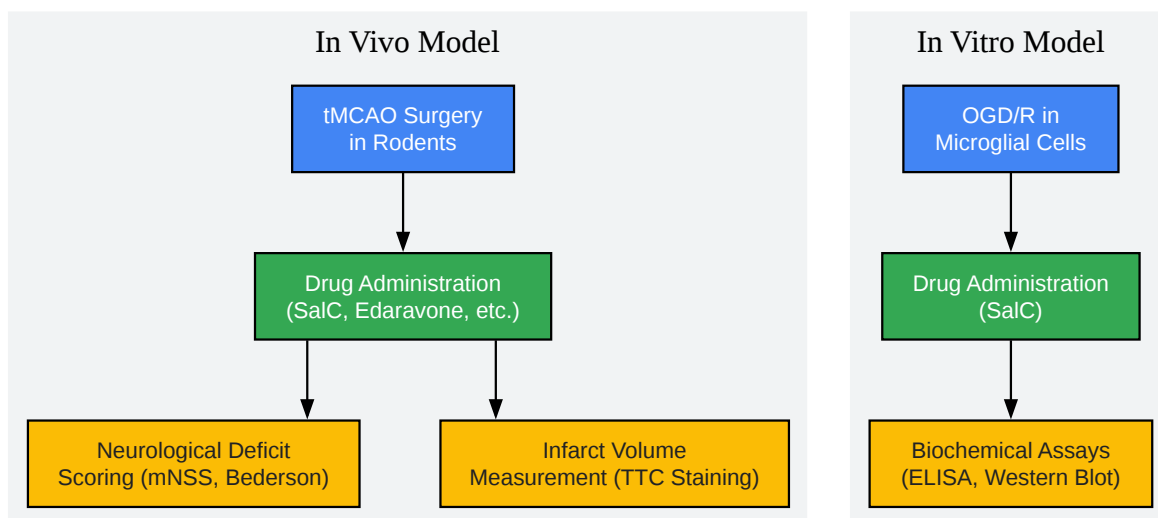 In Vivo Model
tMCAO Surgery
in Rodents
Drug Administration
(SalC, Edaravone, etc.)
Neurological Deficit
Scoring (mNSS, Bederson)
Infarct Volume
Measurement (TTC Staining)
In Vitro Model
OGD/R in
Microglial Cells
Drug Administration
(SalC)
Biochemical Assays
(ELISA, Western Blot)